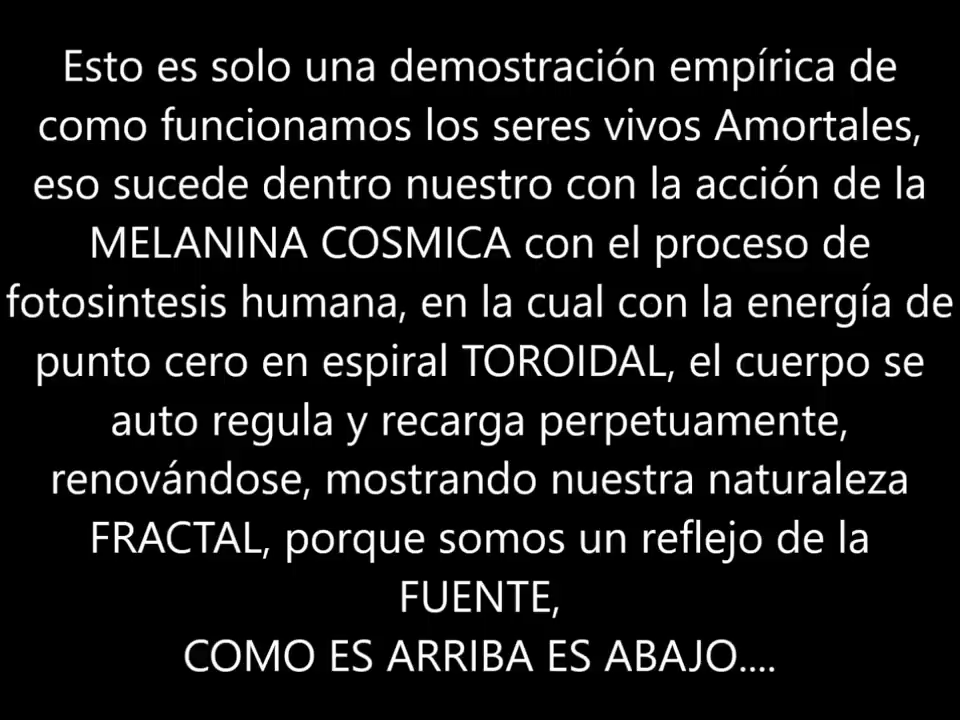 Esto es solo una demostración empírica de
como funcionamos los seres vivos Amortales,
eso sucede dentro nuestro con la acción de la
MELANINA COSMICA con el proceso de
fotosintesis humana, en la cual con la energía de
punto cero en espiral TOROIDAL, el cuerpo se
auto regula y recarga perpetuamente,
renovándose, mostrando nuestra naturaleza
FRACTAL, porque somos un reflejo de la
FUENTE,
COMO ES ARRIBA ES ABAJO....